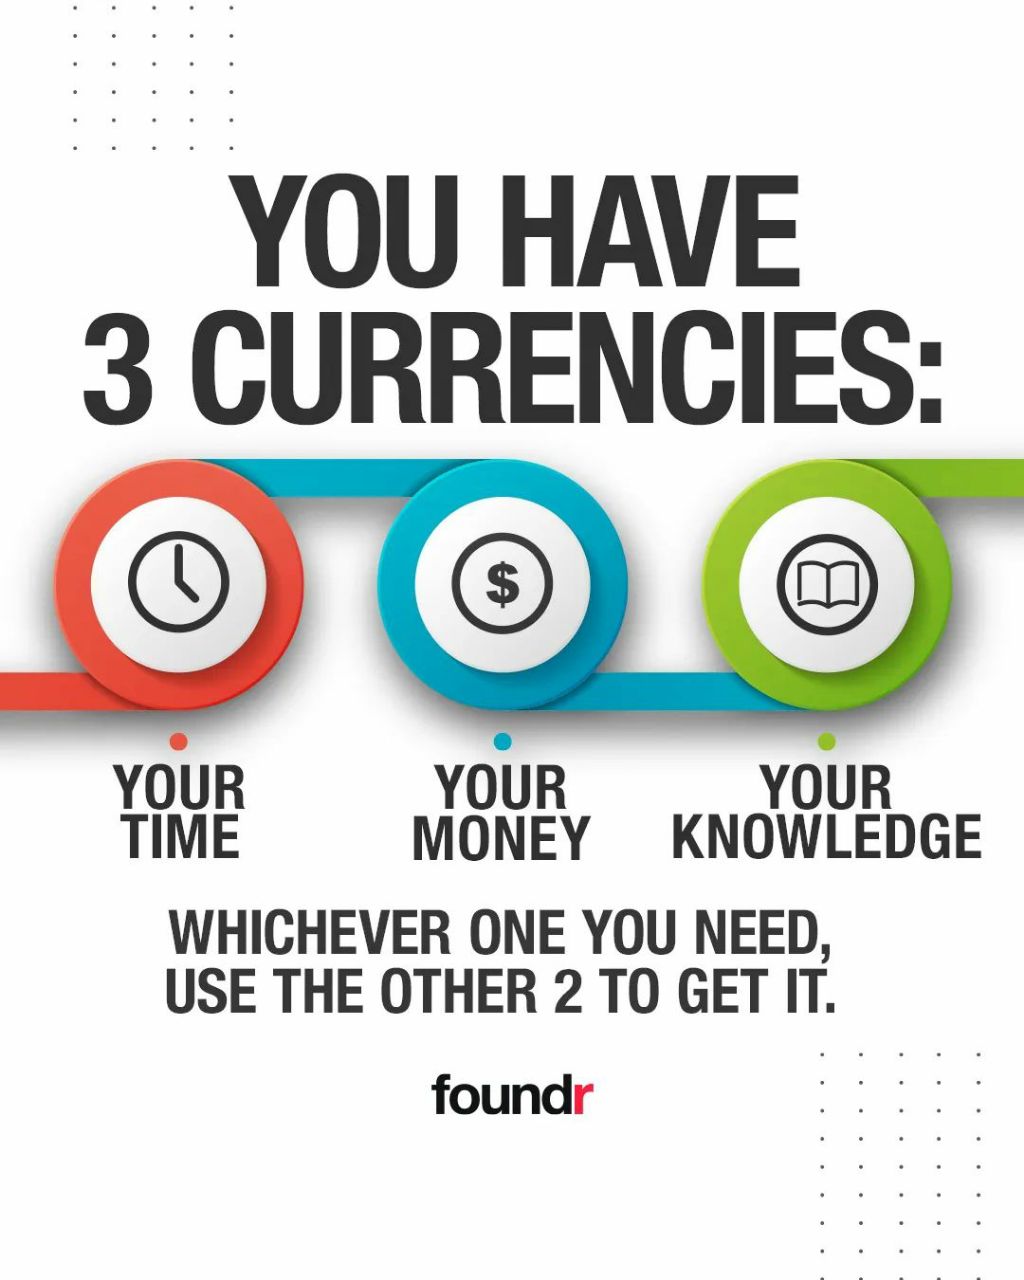 YOU HAVE
3 CURRENCIES:
$
YOUR
TIME
YOUR
MONEY
YOUR
KNOWLEDGE
WHICHEVER ONE YOU NEED,
USE THE OTHER 2 TO GET IT.
foundr